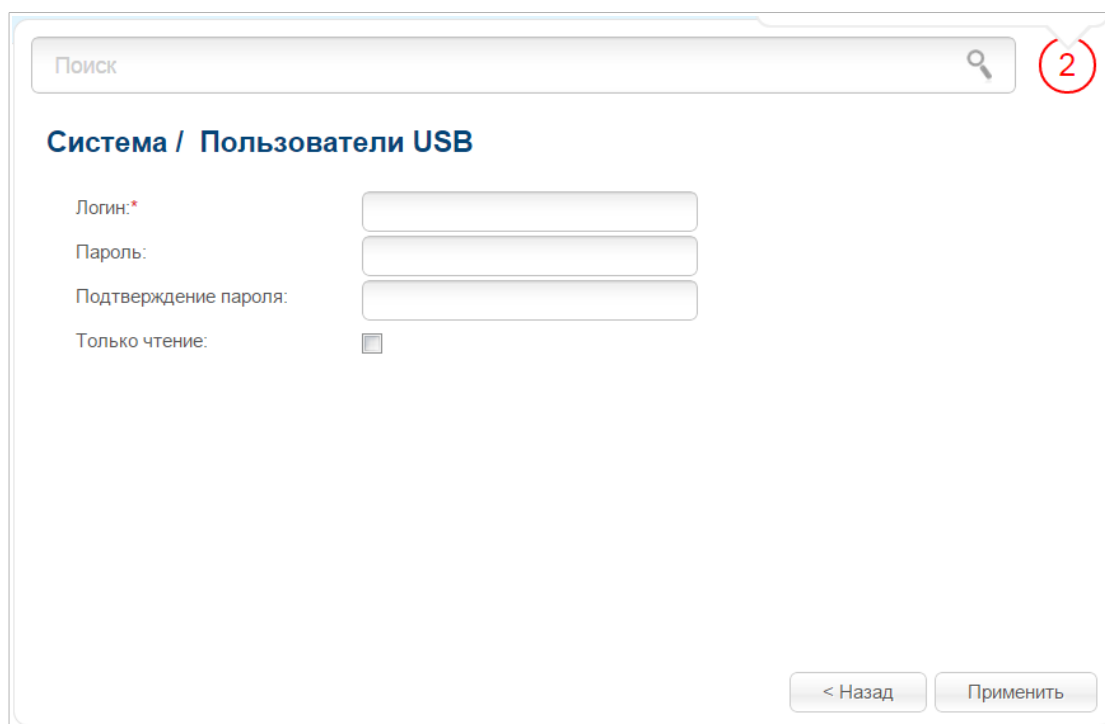 Поиск
2
Система / Пользователи USB
Логин:*
Пароль:
Подтверждение пароля:
Только чтение:
< Назад
Применить